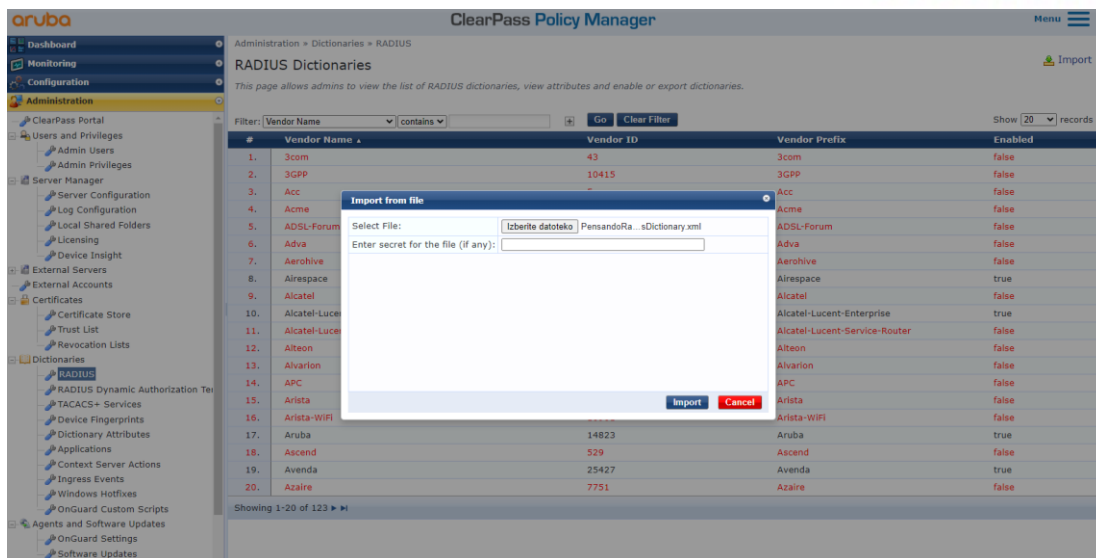 aruba
ClearPass Policy Manager
Menu
Dashboard
Monitoring
Configuration
Administration
ClearPass Portal
Users and Privileges
Admin Users
Admin Privileges
Server Manager
Server Configuration
Log Configuration
Local Shared Folders
Licensing
Device Insight
External Servers
External Accounts
Certificates
Certificate Store
Trust List
Revocation Lists
Dictionaries
RADIUS
RADIUS Dynamic Authorization Te
TACACS+ Services
Device Fingerprints
Dictionary Attributes
Applications
Context Server Actions
Ingress Events
Windows Hotfixes
OnGuard Custom Scripts
Agents and Software Updates
OnGuard Settings
Software Updates
Administration » Dictionaries » RADIUS
RADIUS Dictionaries
Import
This page allows admins to view the list of RADIUS dictionaries, view attributes and enable or export dictionaries.
Filter: Vendor Name contains + Go Clear Filter Show 20 records
# Vendor Name Vendor ID Vendor Prefix Enabled
1. 3com 43 3com false
2. 3GPP 10415 3GPP false
3. Acc Acc false
4. Acme Acme false
5. ADSL-Forum ADSL-Forum false
6. Adva Adva false
7. Aerohive Aerohive false
8. Airespace Airespace true
9. Alcatel Alcatel false
10. Alcatel-Luce Alcatel-Lucent-Enterprise true
11. Alcatel-Luce Alcatel-Lucent-Service-Router false
12. Alteon Alteon false
13. Alvarion Alvarion false
14. APC APC false
15. Arista Arista false
16. Arista-WiFi Arista-WiFi false
17. Aruba 14823 Aruba true
18. Ascend 529 Ascend false
19. Avenda 25427 Avenda true
20. Azaire 7751 Azaire false
Showing 1-20 of 123
Import from file
Select File: Izberite datoteko PensandoRa...sDictionary.xml
Enter secret for the file (if any):
Import Cancel